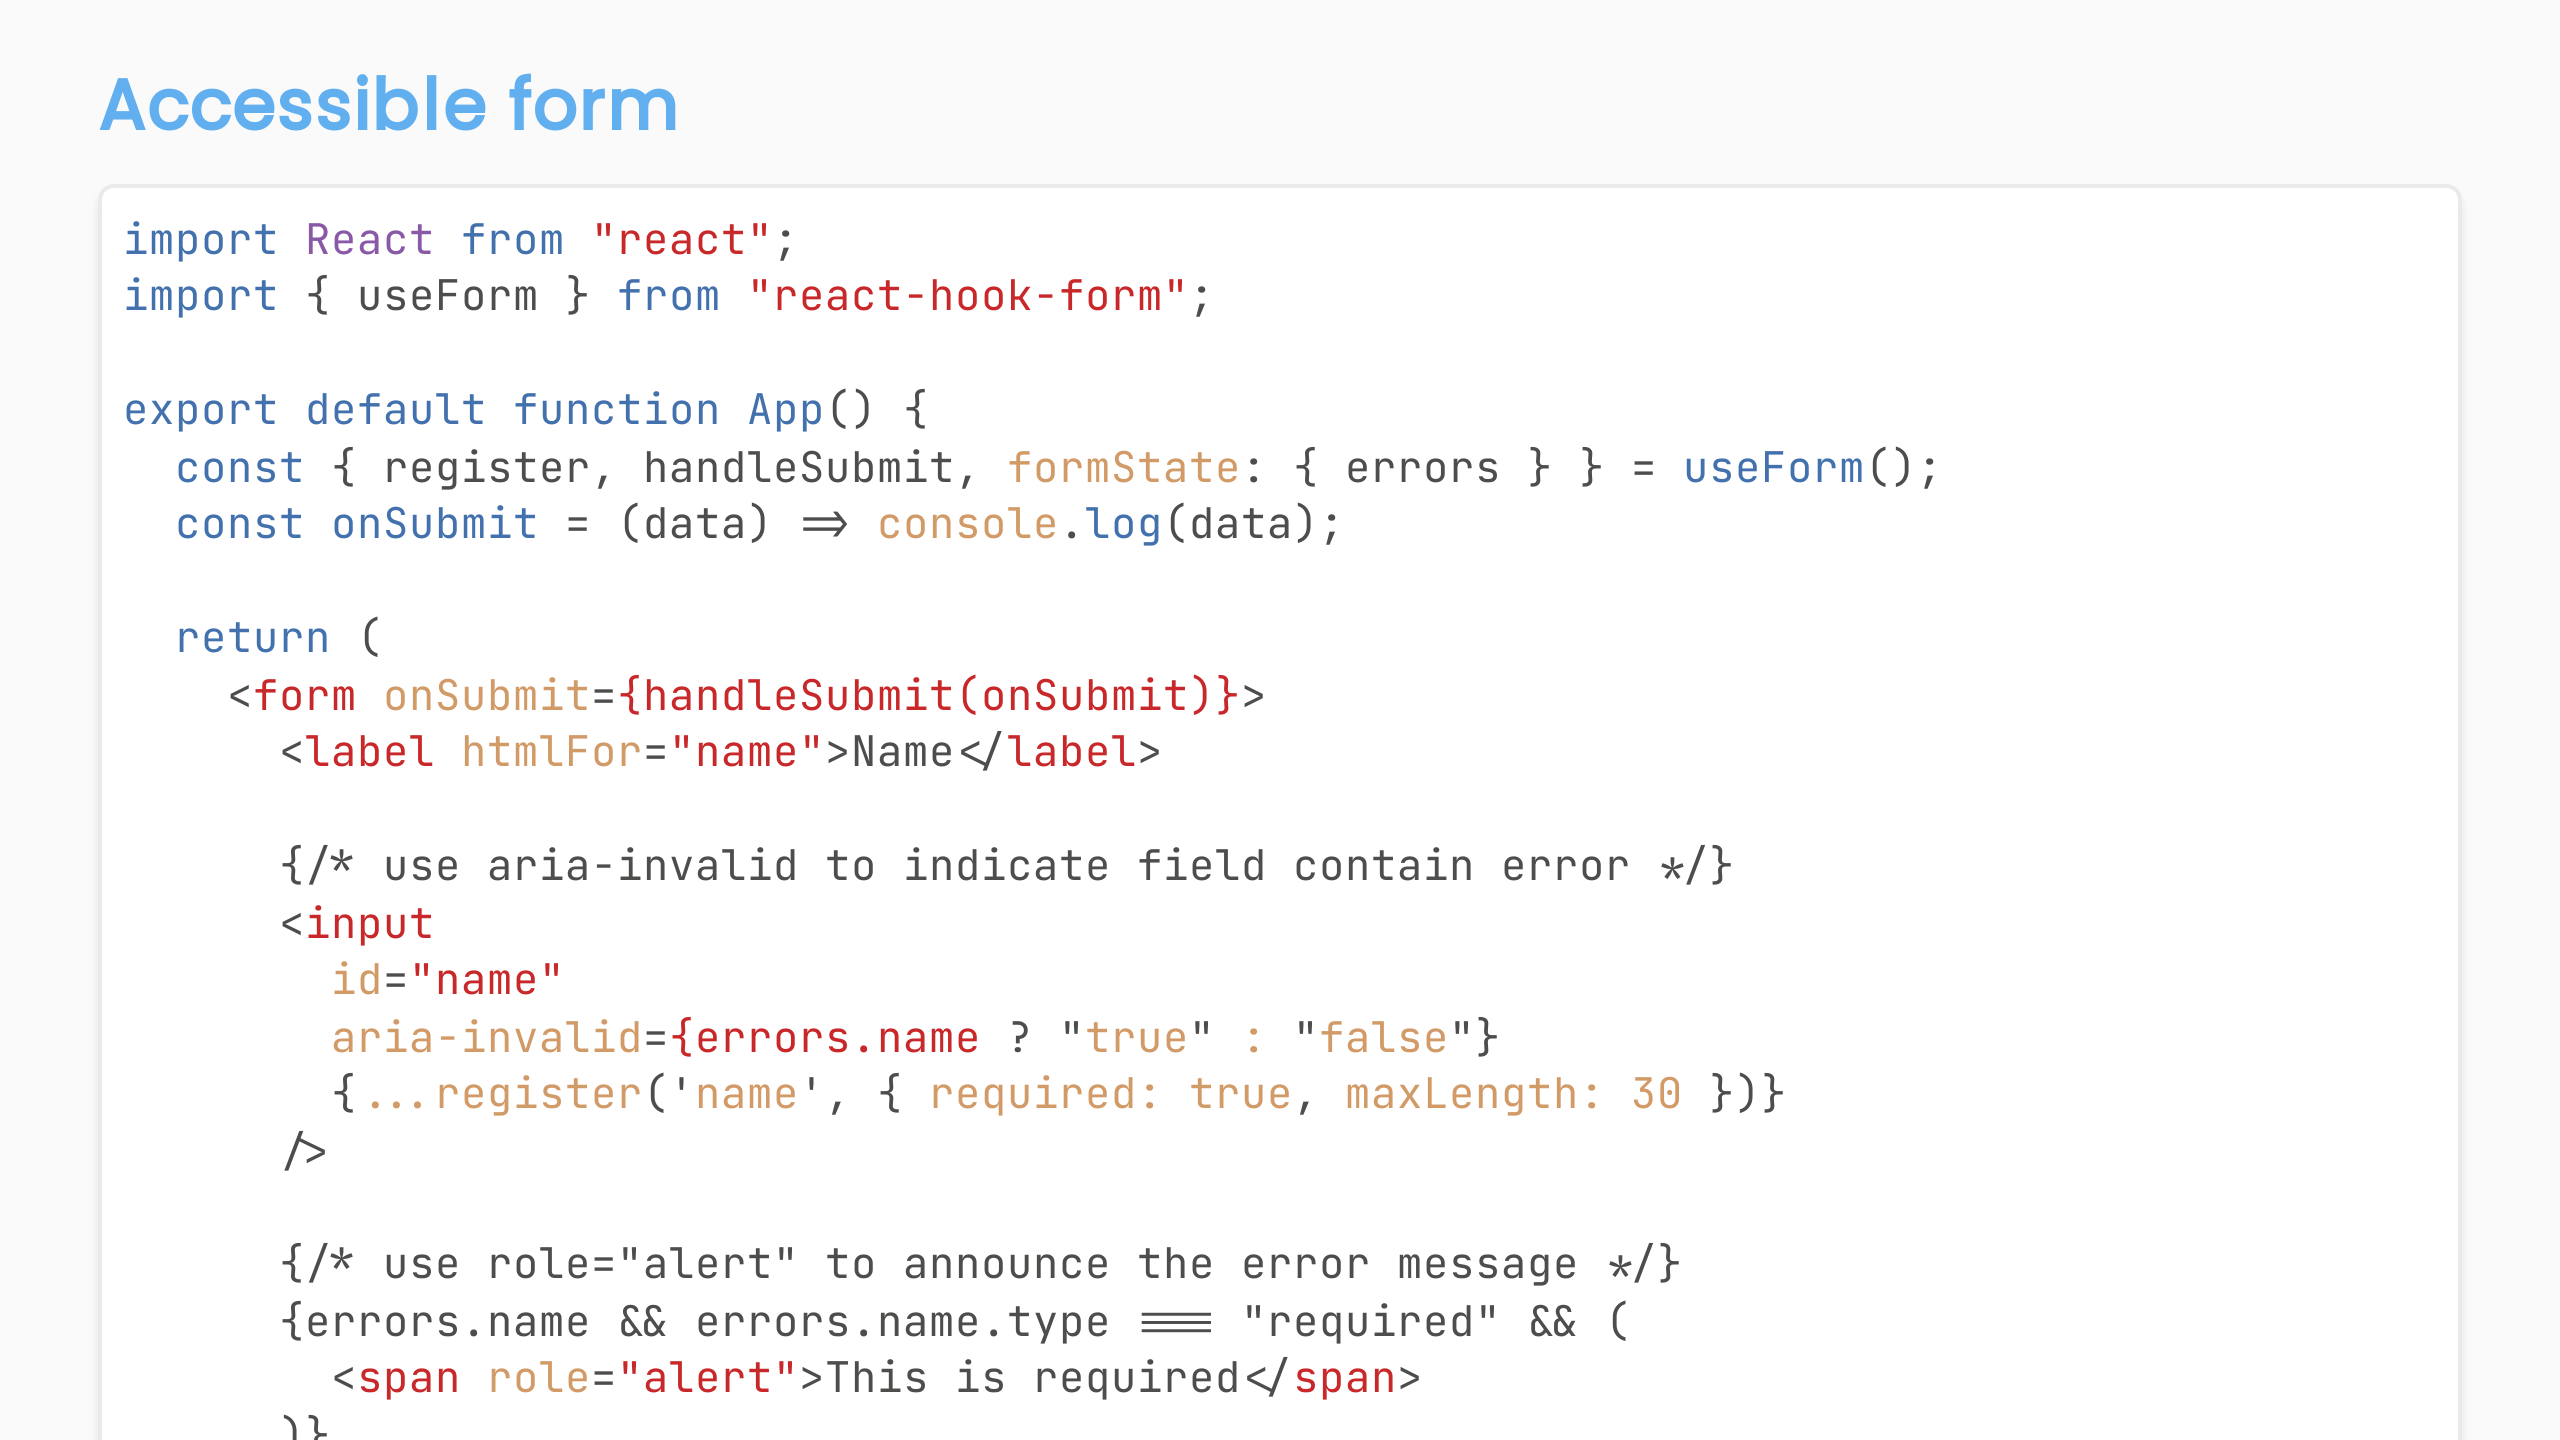 Accessible form
import React from "react";
import { useForm } from "react-hook-form";
export default function App() {
  const { register, handleSubmit, formState: { errors } } = useForm();
  const onSubmit = (data) => console.log(data);
  return (
    <form onSubmit={handleSubmit(onSubmit)}>
      <label htmlFor="name">Name</label>
      {/* use aria-invalid to indicate field contain error */}
      <input
        id="name"
        aria-invalid={errors.name ? "true" : "false"}
        {...register('name', { required: true, maxLength: 30 })}
      />
      {/* use role="alert" to announce the error message */}
      {errors.name && errors.name.type === "required" && (
        <span role="alert">This is required</span>
      )}